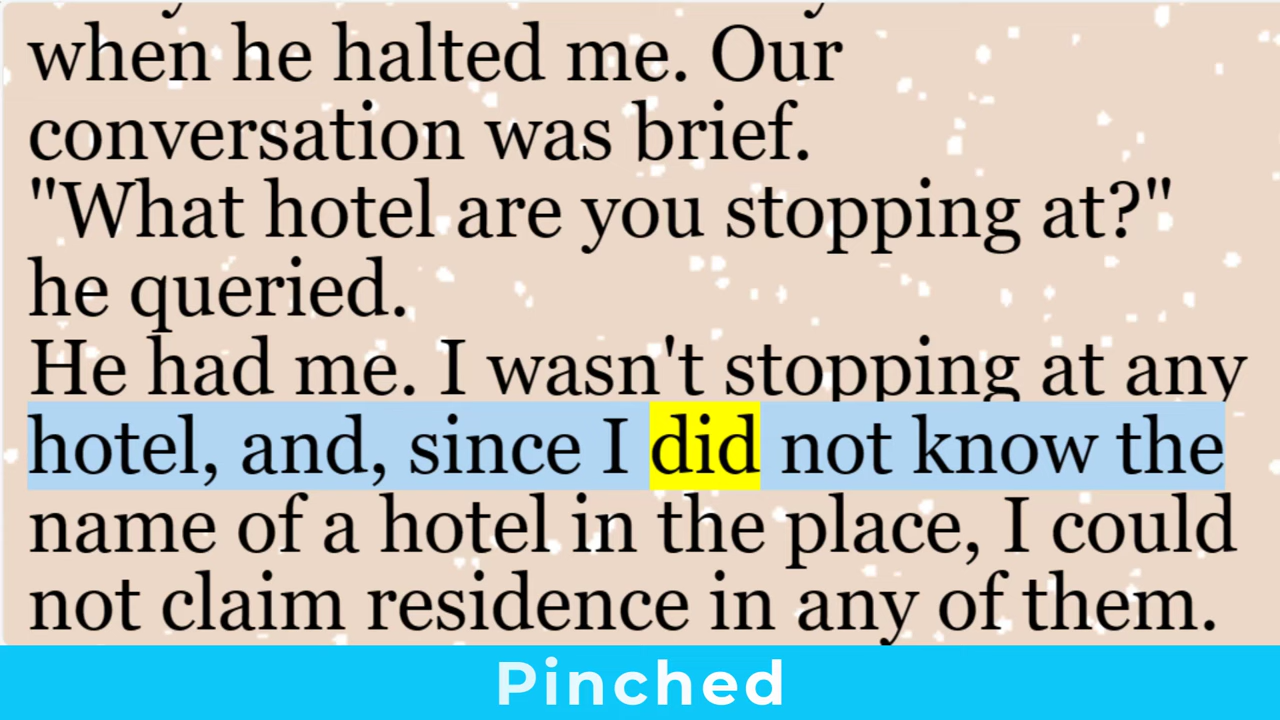 when he halted me. Our
conversation was brief.
"What hotel are you stopping at?"
he queried.
He had me. I wasn't stopping at any
hotel, and, since I did not know the
name of a hotel in the place, I could
not claim residence in any of them.
Pinched